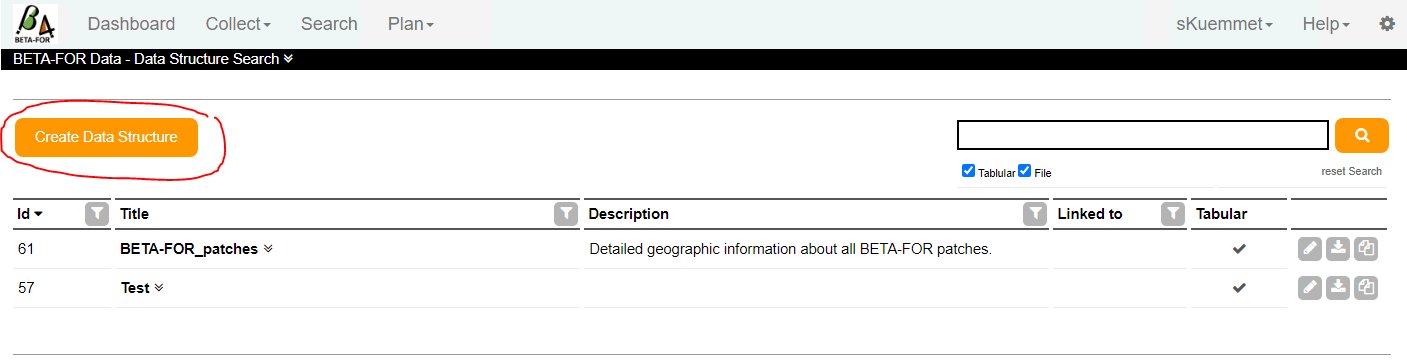 BETA-FOR Dashboard Collect Search Plan sKuemmet Help
BETA-FOR Data - Data Structure Search
Create Data Structure
Tablular File reset Search
Id Title Description Linked to Tabular
61 BETA-FOR_patches Detailed geographic information about all BETA-FOR patches.
57 Test